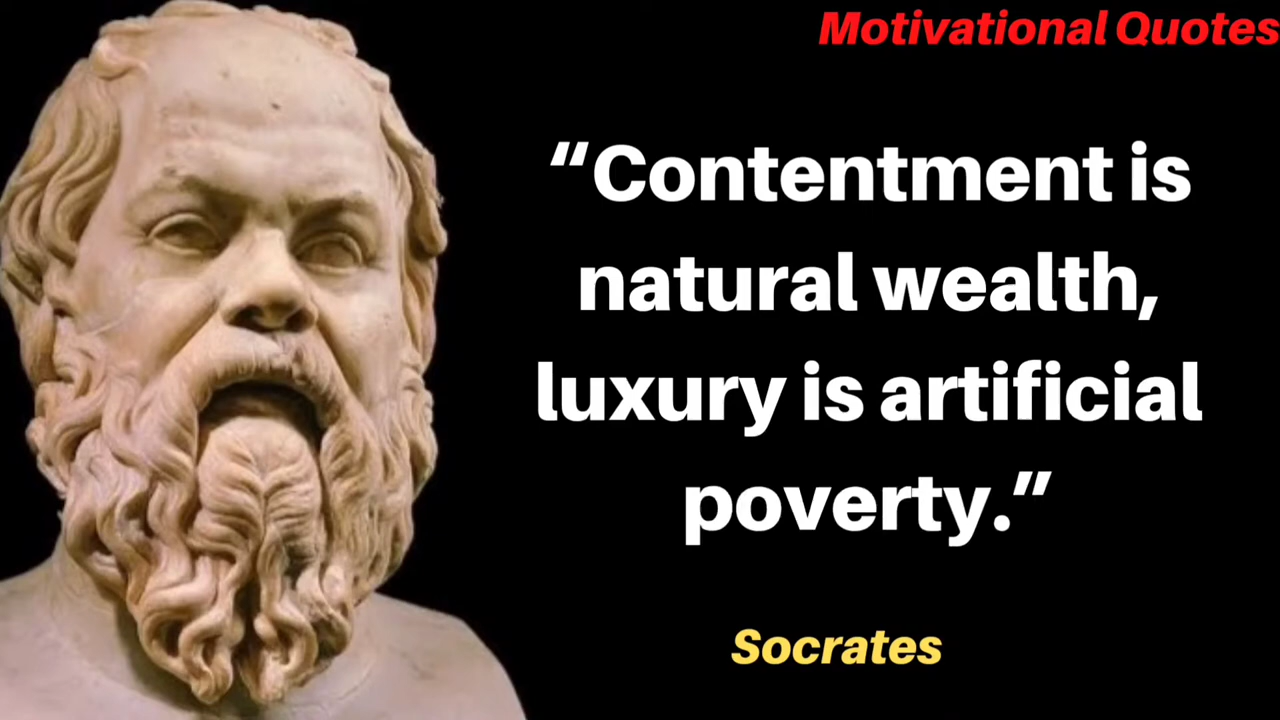 Motivational Quotes
“Contentment is
natural wealth,
luxury is artificial
poverty.”
Socrates